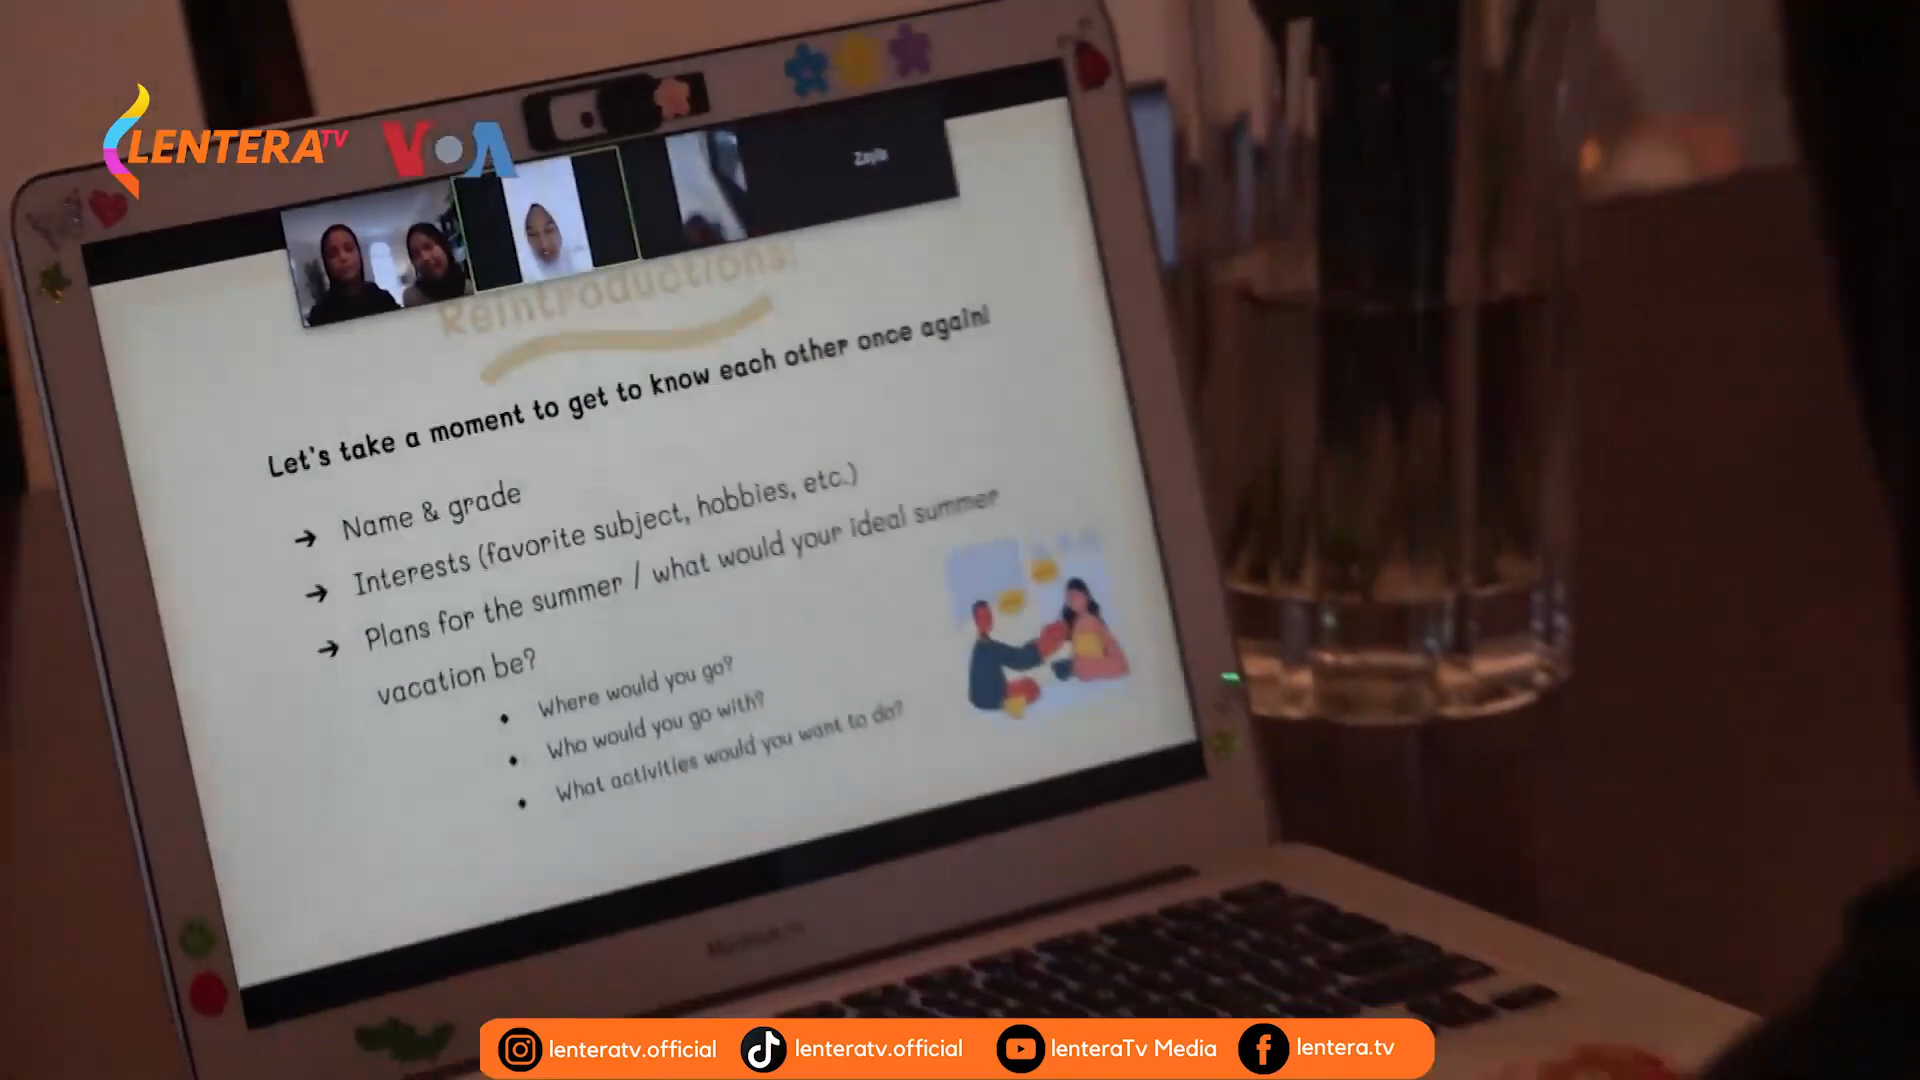 LENTERA TV
VOA
Zayla
Reintroductions!
Let's take a moment to get to know each other once again!
→ Name & grade
→ Interests (favorite subject, hobbies, etc.)
→ Plans for the summer / what would your ideal summer
vacation be?
• Where would you go?
• Who would you go with?
• What activities would you want to do?
lenteratv.official
lenteratv.official
lenteraTv Media
lentera.tv